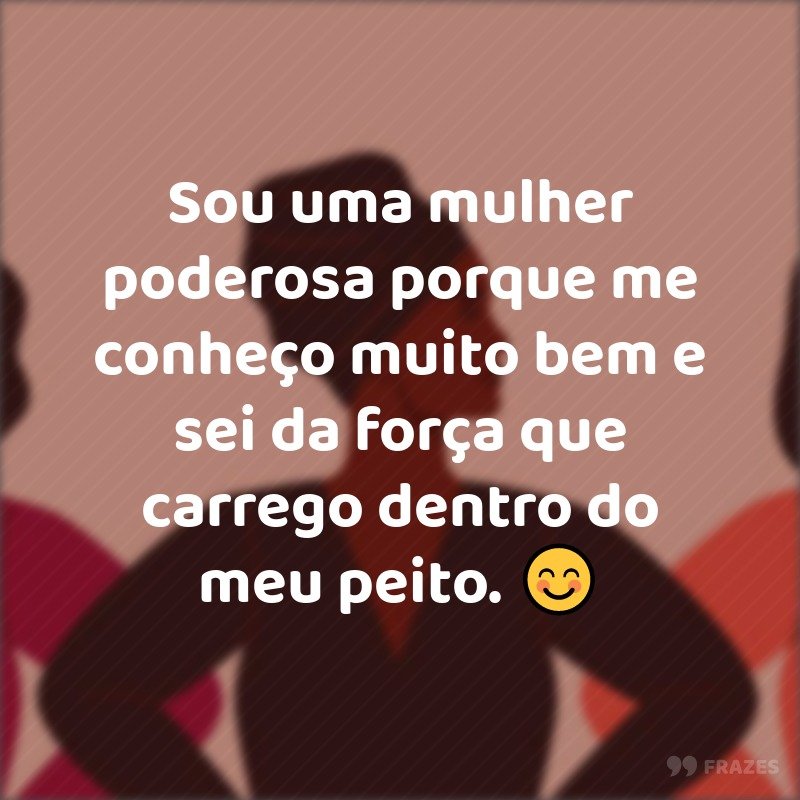 Sou uma mulher
poderosa porque me
conheço muito bem e
sei da força que
carrego dentro do
meu peito. 😊
FRAZES